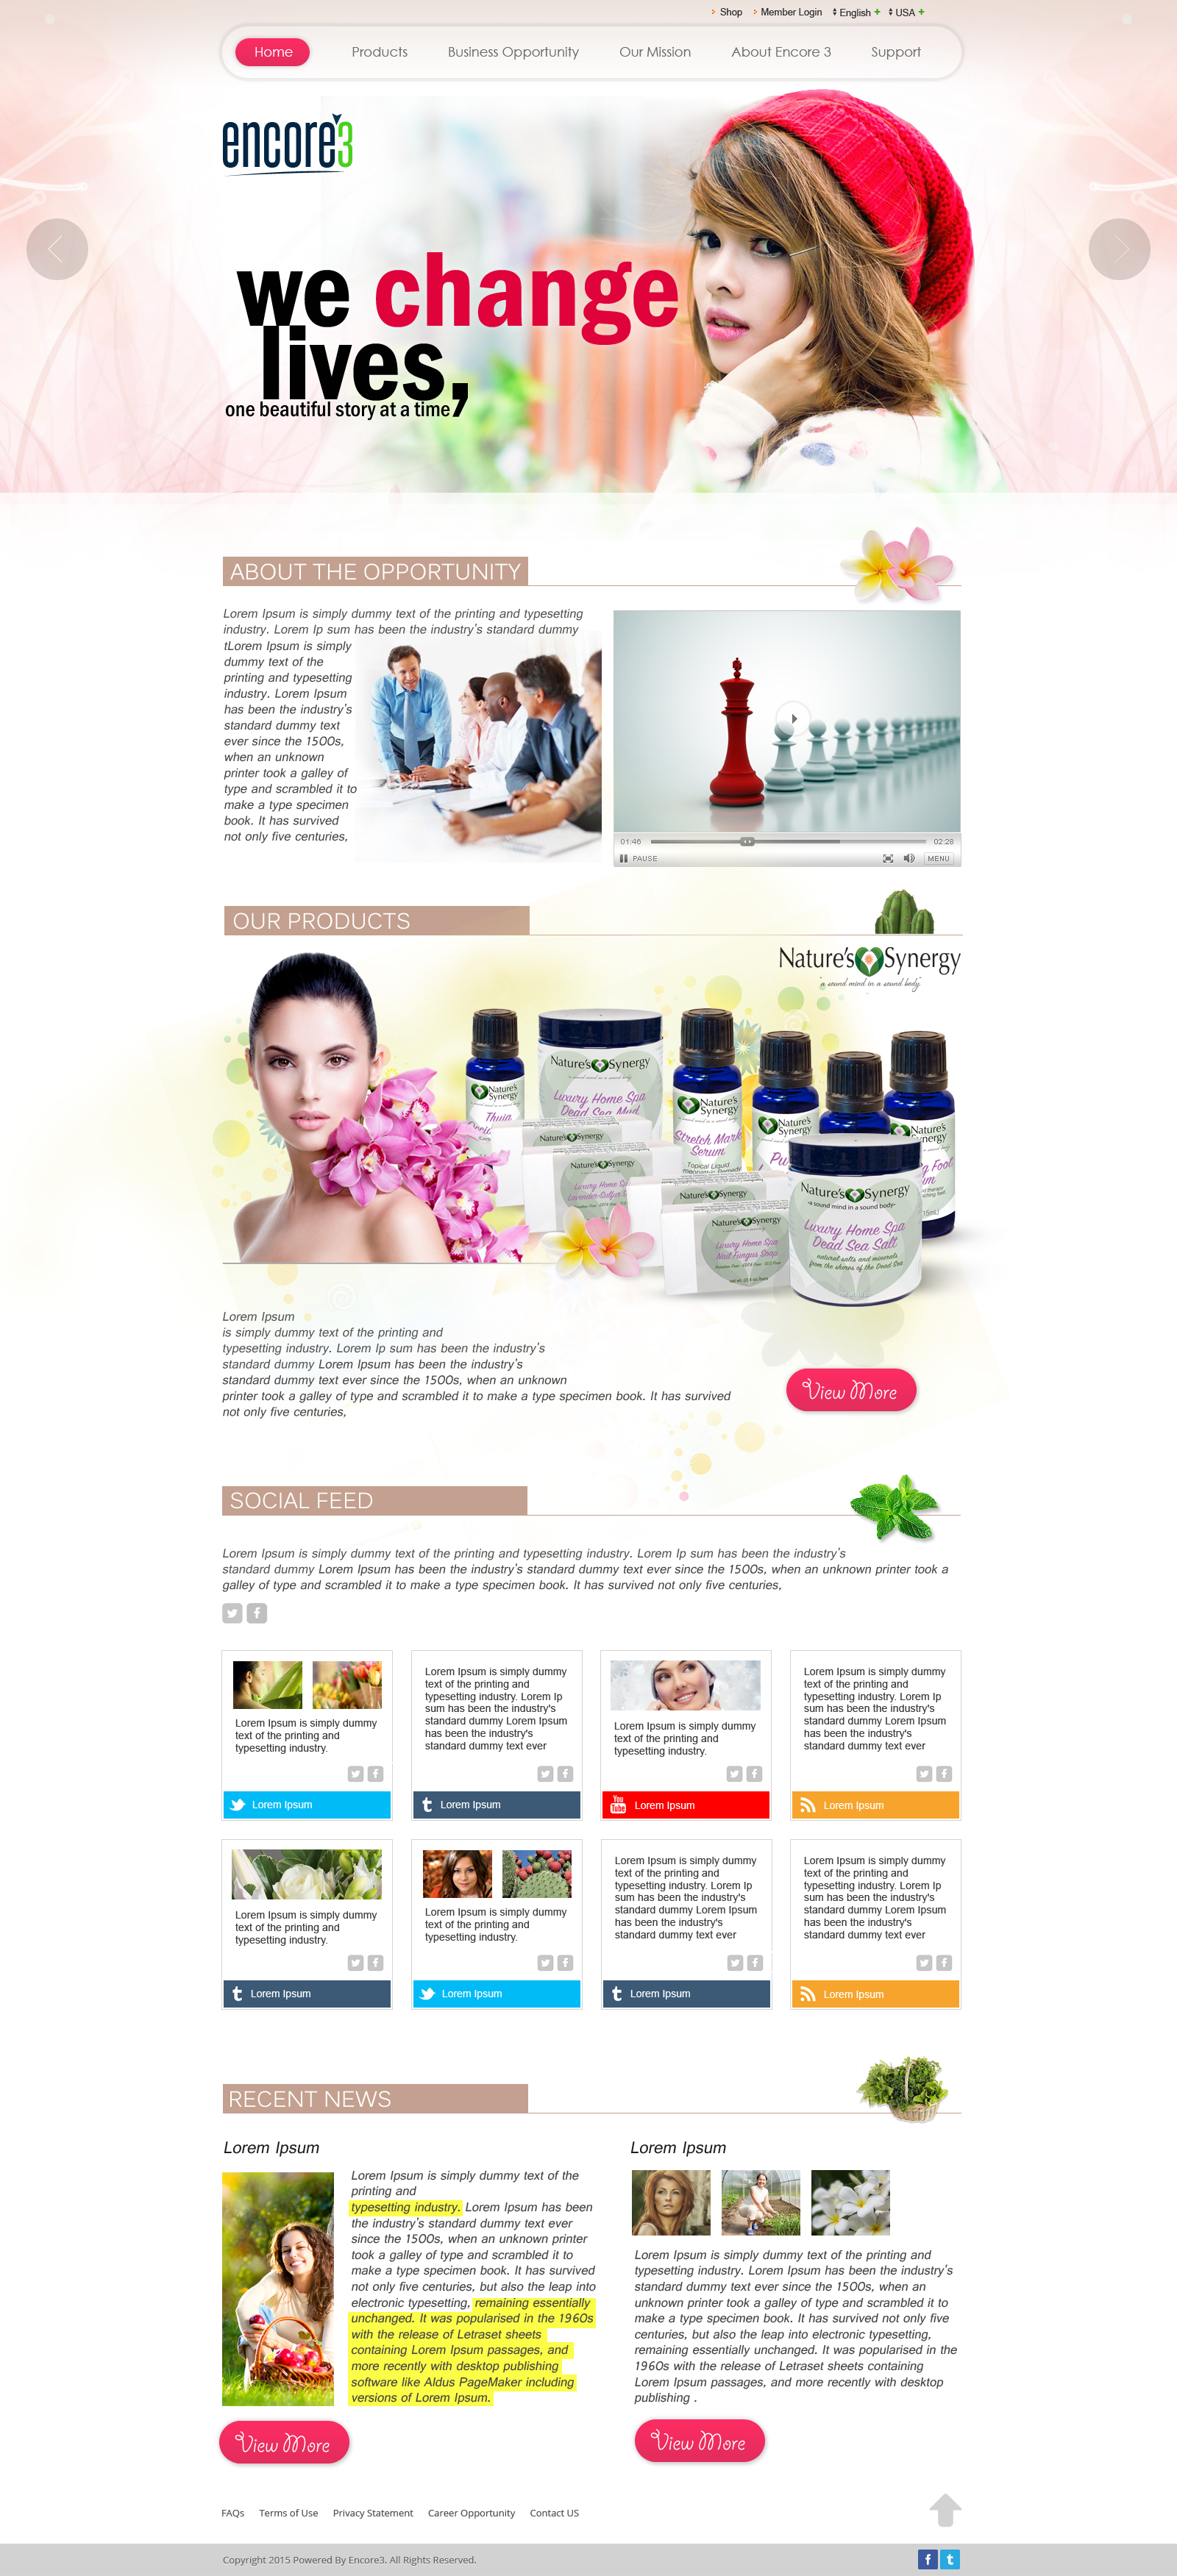 Shop Member Login English USA
Home Products Business Opportunity Our Mission About Encore 3 Support
encore3
we change
lives,
one beautiful story at a time
ABOUT THE OPPORTUNITY
Lorem Ipsum is simply dummy text of the printing and typesetting
industry. Lorem Ip sum has been the industry's standard dummy
tLorem Ipsum is simply
dummy text of the
printing and typesetting
industry. Lorem Ipsum
has been the industry's
standard dummy text
ever since the 1500s,
when an unknown
printer took a galley of
type and scrambled it to
make a type specimen
book. It has survived
not only five centuries,
01:46 02:28
PAUSE MENU
OUR PRODUCTS
Nature's Synergy
"a sound mind in a sound body"
Nature's Synergy
Thuja
Nature's Synergy
Luxury Home Spa
Dead Sea Mud
Nature's Synergy
Stretch Mark
Serum
Topical Liquid
Nature's Synergy
Nature's Synergy
Nature's Synergy
Nature's Synergy
Nature's Synergy
Luxury Home Spa
Nature's Synergy
Nature's Synergy
Luxury Home Spa
Nail Fungus Soap
Nature's Synergy
-a sound mind in a sound body-
Luxury Home Spa
Dead Sea Salt
natural salts and minerals
from the shores of the Dead Sea
Lorem Ipsum
is simply dummy text of the printing and
typesetting industry. Lorem Ip sum has been the industry's
standard dummy Lorem Ipsum has been the industry's
standard dummy text ever since the 1500s, when an unknown
printer took a galley of type and scrambled it to make a type specimen book. It has survived
not only five centuries,
View More
SOCIAL FEED
Lorem Ipsum is simply dummy text of the printing and typesetting industry. Lorem Ip sum has been the industry's
standard dummy Lorem Ipsum has been the industry's standard dummy text ever since the 1500s, when an unknown printer took a
galley of type and scrambled it to make a type specimen book. It has survived not only five centuries,
Lorem Ipsum is simply dummy
text of the printing and
typesetting industry.
Lorem Ipsum
Lorem Ipsum is simply dummy
text of the printing and
typesetting industry. Lorem Ip
sum has been the industry's
standard dummy Lorem Ipsum
has been the industry's
standard dummy text ever
Lorem Ipsum
Lorem Ipsum is simply dummy
text of the printing and
typesetting industry.
You Tube Lorem Ipsum
Lorem Ipsum is simply dummy
text of the printing and
typesetting industry. Lorem Ip
sum has been the industry's
standard dummy Lorem Ipsum
has been the industry's
standard dummy text ever
Lorem Ipsum
Lorem Ipsum is simply dummy
text of the printing and
typesetting industry.
Lorem Ipsum
Lorem Ipsum is simply dummy
text of the printing and
typesetting industry.
Lorem Ipsum
Lorem Ipsum is simply dummy
text of the printing and
typesetting industry. Lorem Ip
sum has been the industry's
standard dummy Lorem Ipsum
has been the industry's
standard dummy text ever
Lorem Ipsum
Lorem Ipsum is simply dummy
text of the printing and
typesetting industry. Lorem Ip
sum has been the industry's
standard dummy Lorem Ipsum
has been the industry's
standard dummy text ever
Lorem Ipsum
RECENT NEWS
Lorem Ipsum
Lorem Ipsum is simply dummy text of the
printing and
typesetting industry. Lorem Ipsum has been
the industry's standard dummy text ever
since the 1500s, when an unknown printer
took a galley of type and scrambled it to
make a type specimen book. It has survived
not only five centuries, but also the leap into
electronic typesetting, remaining essentially
unchanged. It was popularised in the 1960s
with the release of Letraset sheets
containing Lorem Ipsum passages, and
more recently with desktop publishing
software like Aldus PageMaker including
versions of Lorem Ipsum.
View More
Lorem Ipsum
Lorem Ipsum is simply dummy text of the printing and
typesetting industry. Lorem Ipsum has been the industry's
standard dummy text ever since the 1500s, when an
unknown printer took a galley of type and scrambled it to
make a type specimen book. It has survived not only five
centuries, but also the leap into electronic typesetting,
remaining essentially unchanged. It was popularised in the
1960s with the release of Letraset sheets containing
Lorem Ipsum passages, and more recently with desktop
publishing .
View More
FAQs Terms of Use Privacy Statement Career Opportunity Contact US
Copyright 2015 Powered By Encore3. All Rights Reserved.